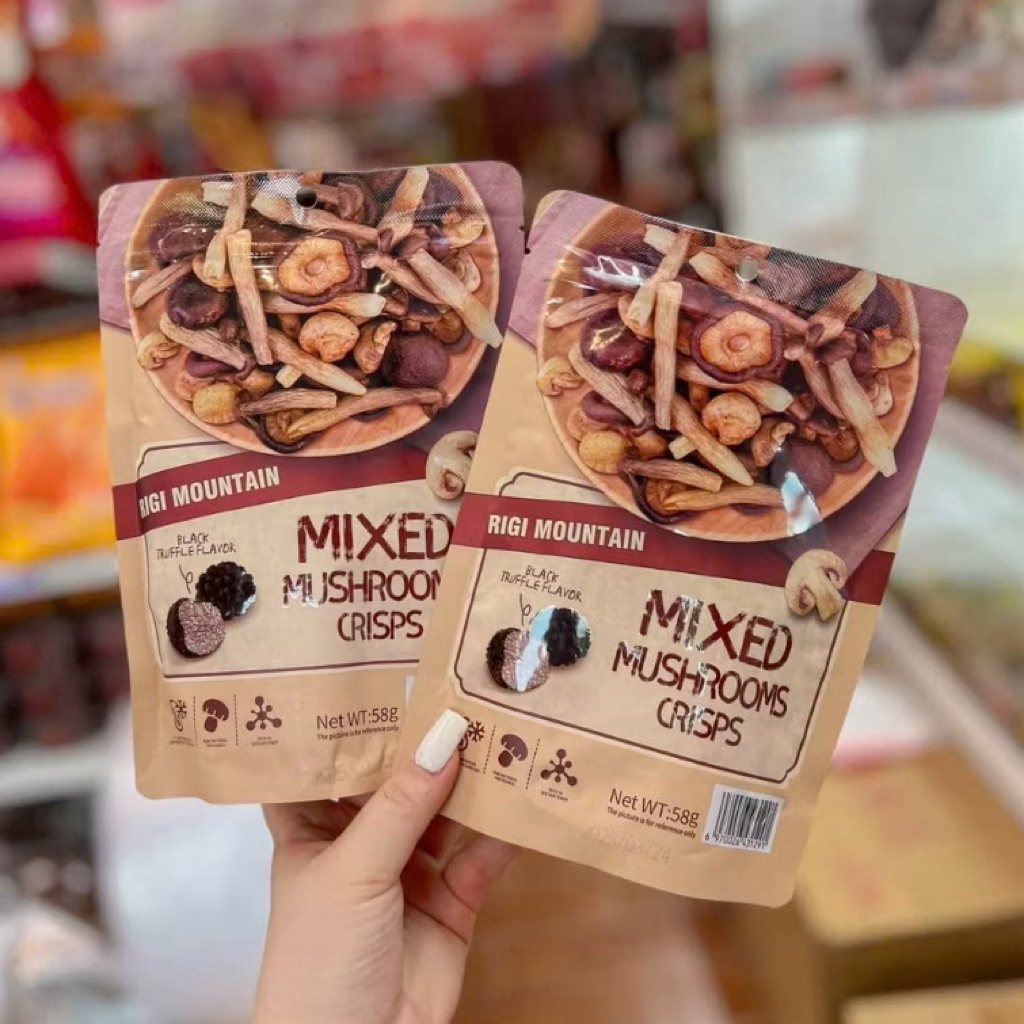 RIGI MOUNTAIN
BLACK
TRUFFLE FLAVOR
MIXED
MUSHROOM
CRISPS
Net WT:58g
The picture is for reference only
RIGI MOUNTAIN
BLACK
TRUFFLE FLAVOR
MIXED
MUSHROOMS
CRISPS
Net WT:58g
The picture is for reference only